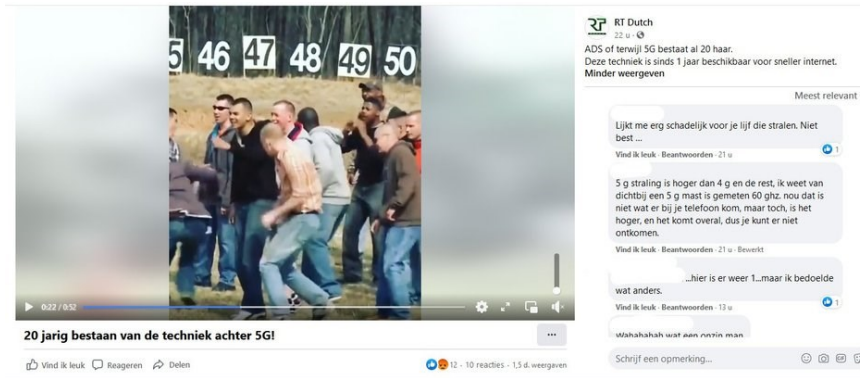 5 46 47 48 49 50
0:22 / 0:52
20 jarig bestaan van de techniek achter 5G!
Vind ik leuk Reageren Delen
12 · 10 reacties · 1,5 d. weergaven
RT
RT Dutch
22 u ·
ADS of terwijl 5G bestaat al 20 haar.
Deze techniek is sinds 1 jaar beschikbaar voor sneller internet.
Minder weergeven
Meest relevant
Lijkt me erg schadelijk voor je lijf die stralen. Niet
best ...
1
Vind ik leuk · Beantwoorden · 21 u
5 g straling is hoger dan 4 g en de rest, ik weet van
dichtbij een 5 g mast is gemeten 60 ghz. nou dat is
niet wat er bij je telefoon kom, maar toch, is het
hoger, en het komt overal, dus je kunt er niet
ontkomen.
Vind ik leuk · Beantwoorden · 21 u · Bewerkt
...hier is er weer 1...maar ik bedoelde
wat anders.
1
Vind ik leuk · Beantwoorden · 13 u
Wahahahah wat een onzin man
Schrijf een opmerking...
GIF